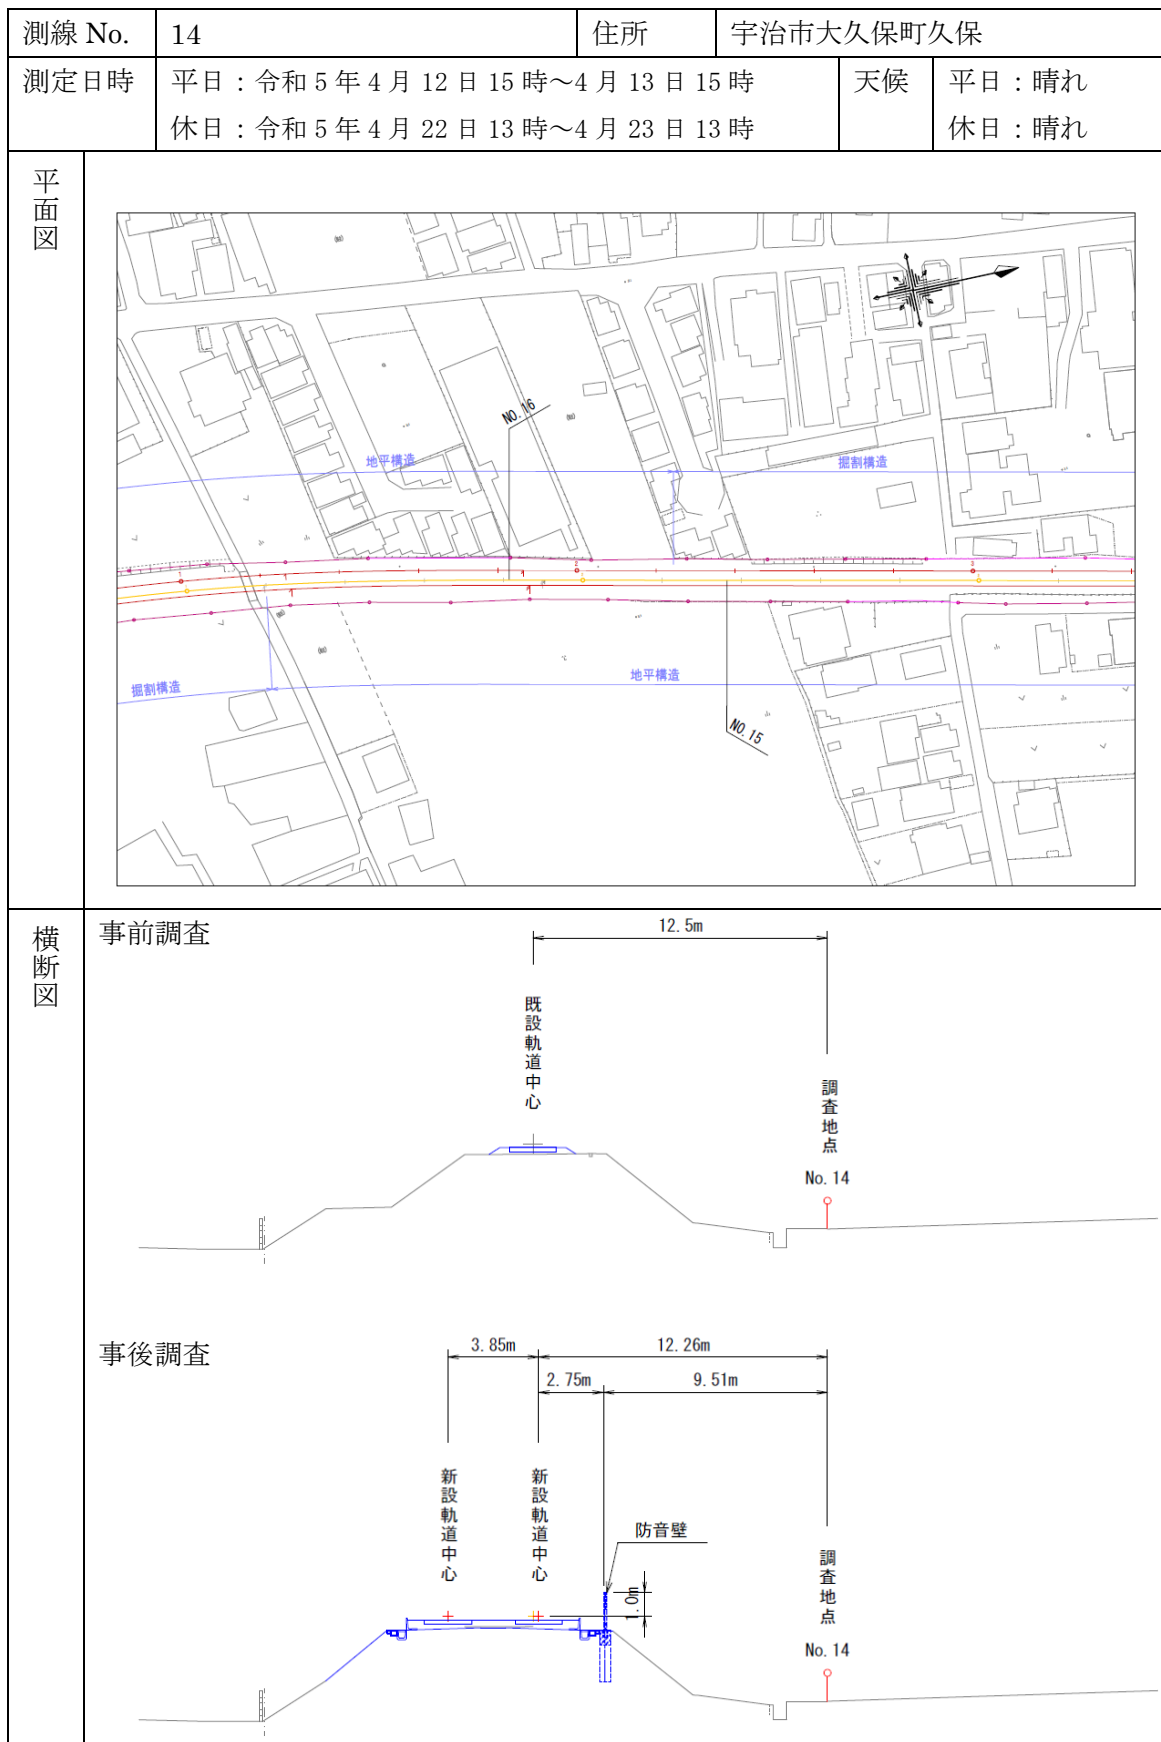 測線 No.
14
住所
宇治市大久保町久保
測定日時
平日：令和 5 年 4 月 12 日 15 時～4 月 13 日 15 時
休日：令和 5 年 4 月 22 日 13 時～4 月 23 日 13 時
天候
平日：晴れ
休日：晴れ
平面図
NO.16
地平構造
掘割構造
2
3
掘割構造
地平構造
NO.15
横断図
事前調査
12.5m
既設軌道中心
調査地点
No.14
事後調査
3.85m
12.26m
2.75m
9.51m
新設軌道中心
新設軌道中心
防音壁
1.0m
調査地点
No.14